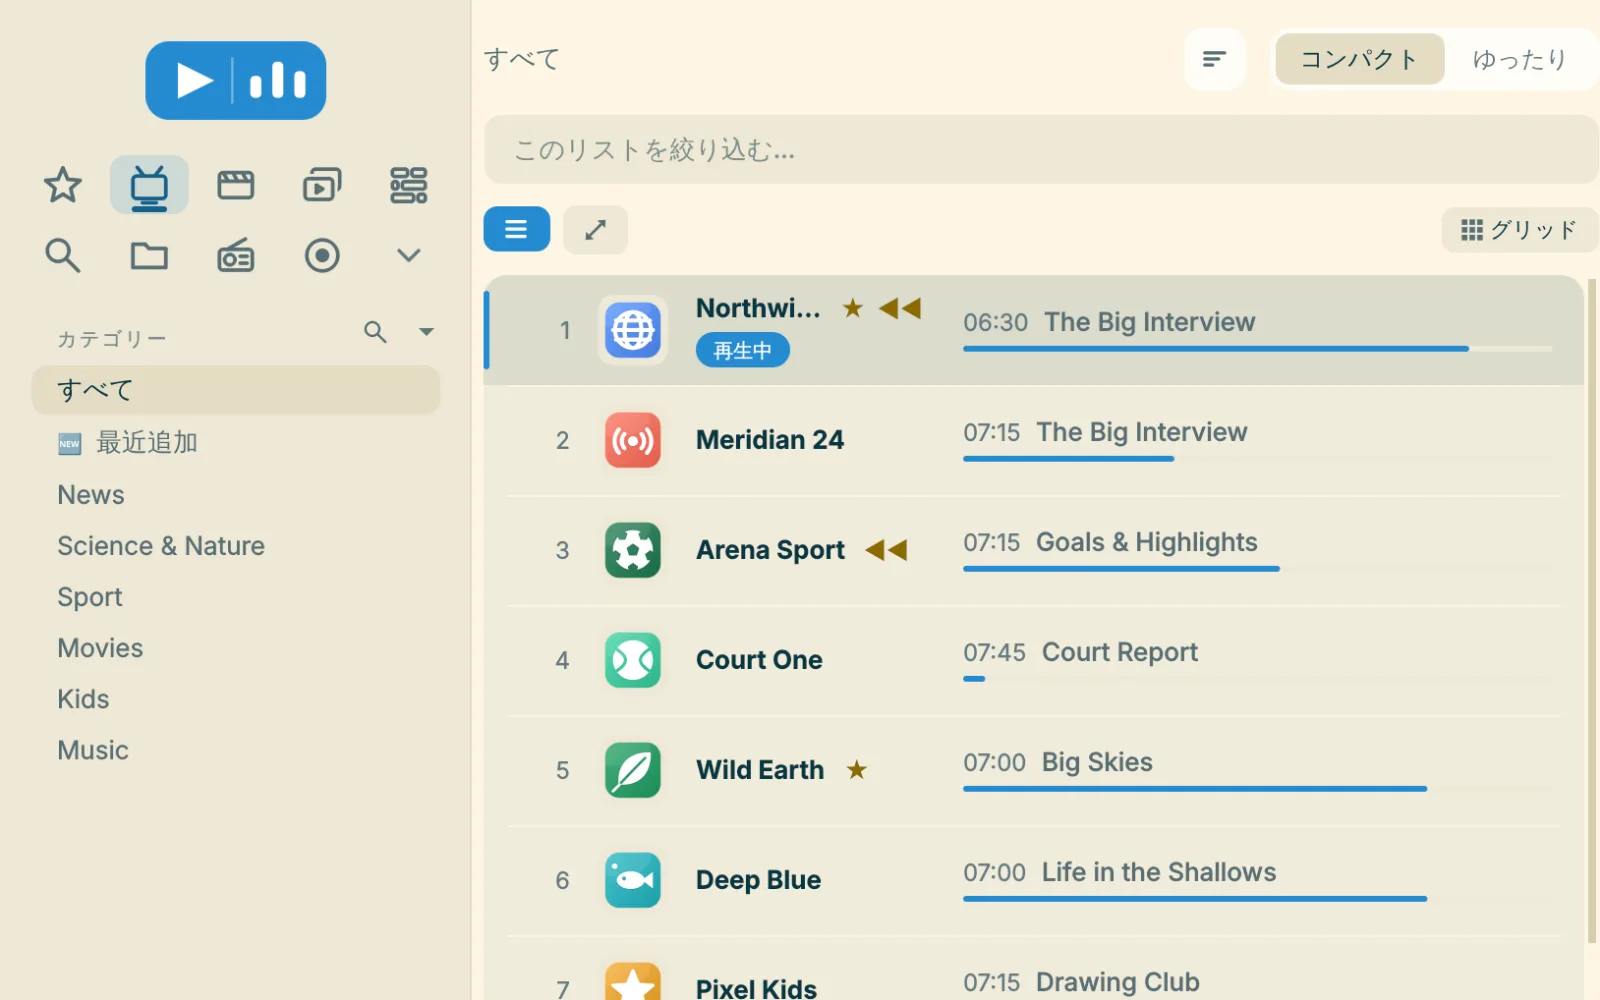 すべて
コンパクト
ゆったり
このリストを絞り込む...
グリッド
カテゴリー
すべて
NEW 最近追加
News
Science & Nature
Sport
Movies
Kids
Music
1 Northwi... ★ ◀◀
再生中
06:30 The Big Interview
2 Meridian 24
07:15 The Big Interview
3 Arena Sport ◀◀
07:15 Goals & Highlights
4 Court One
07:45 Court Report
5 Wild Earth ★
07:00 Big Skies
6 Deep Blue
07:00 Life in the Shallows
7 Pixel Kids
07:15 Drawing Club